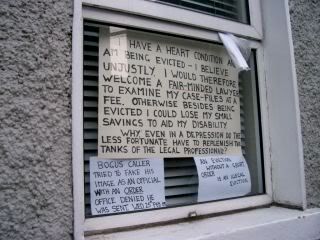 I HAVE A HEART CONDITION AND
AM BEING EVICTED - I BELIEVE
UNJUSTLY. I WOULD THEREFORE
WELCOME A FAIR-MINDED LAWYER
TO EXAMINE MY CASE-FILES AT A
FEE. OTHERWISE BESIDES BEING
EVICTED I COULD LOSE MY SMALL
SAVINGS TO AID MY DISABILITY
WHY EVEN IN A DEPRESSION DO THE
LESS FORTUNATE HAVE TO REPLENISH THE
TANKS OF THE LEGAL PROFESSIONAL?
BOGUS CALLER
TRIED TO FAKE HIS
IMAGE AS AN OFFICIAL
WITH AN ORDER
OFFICE DENIED HE
WAS SENT WED 25 FEB
AN EVICTION
WITHOUT A COURT
ORDER
IS AN ILLEGAL
EVICTION